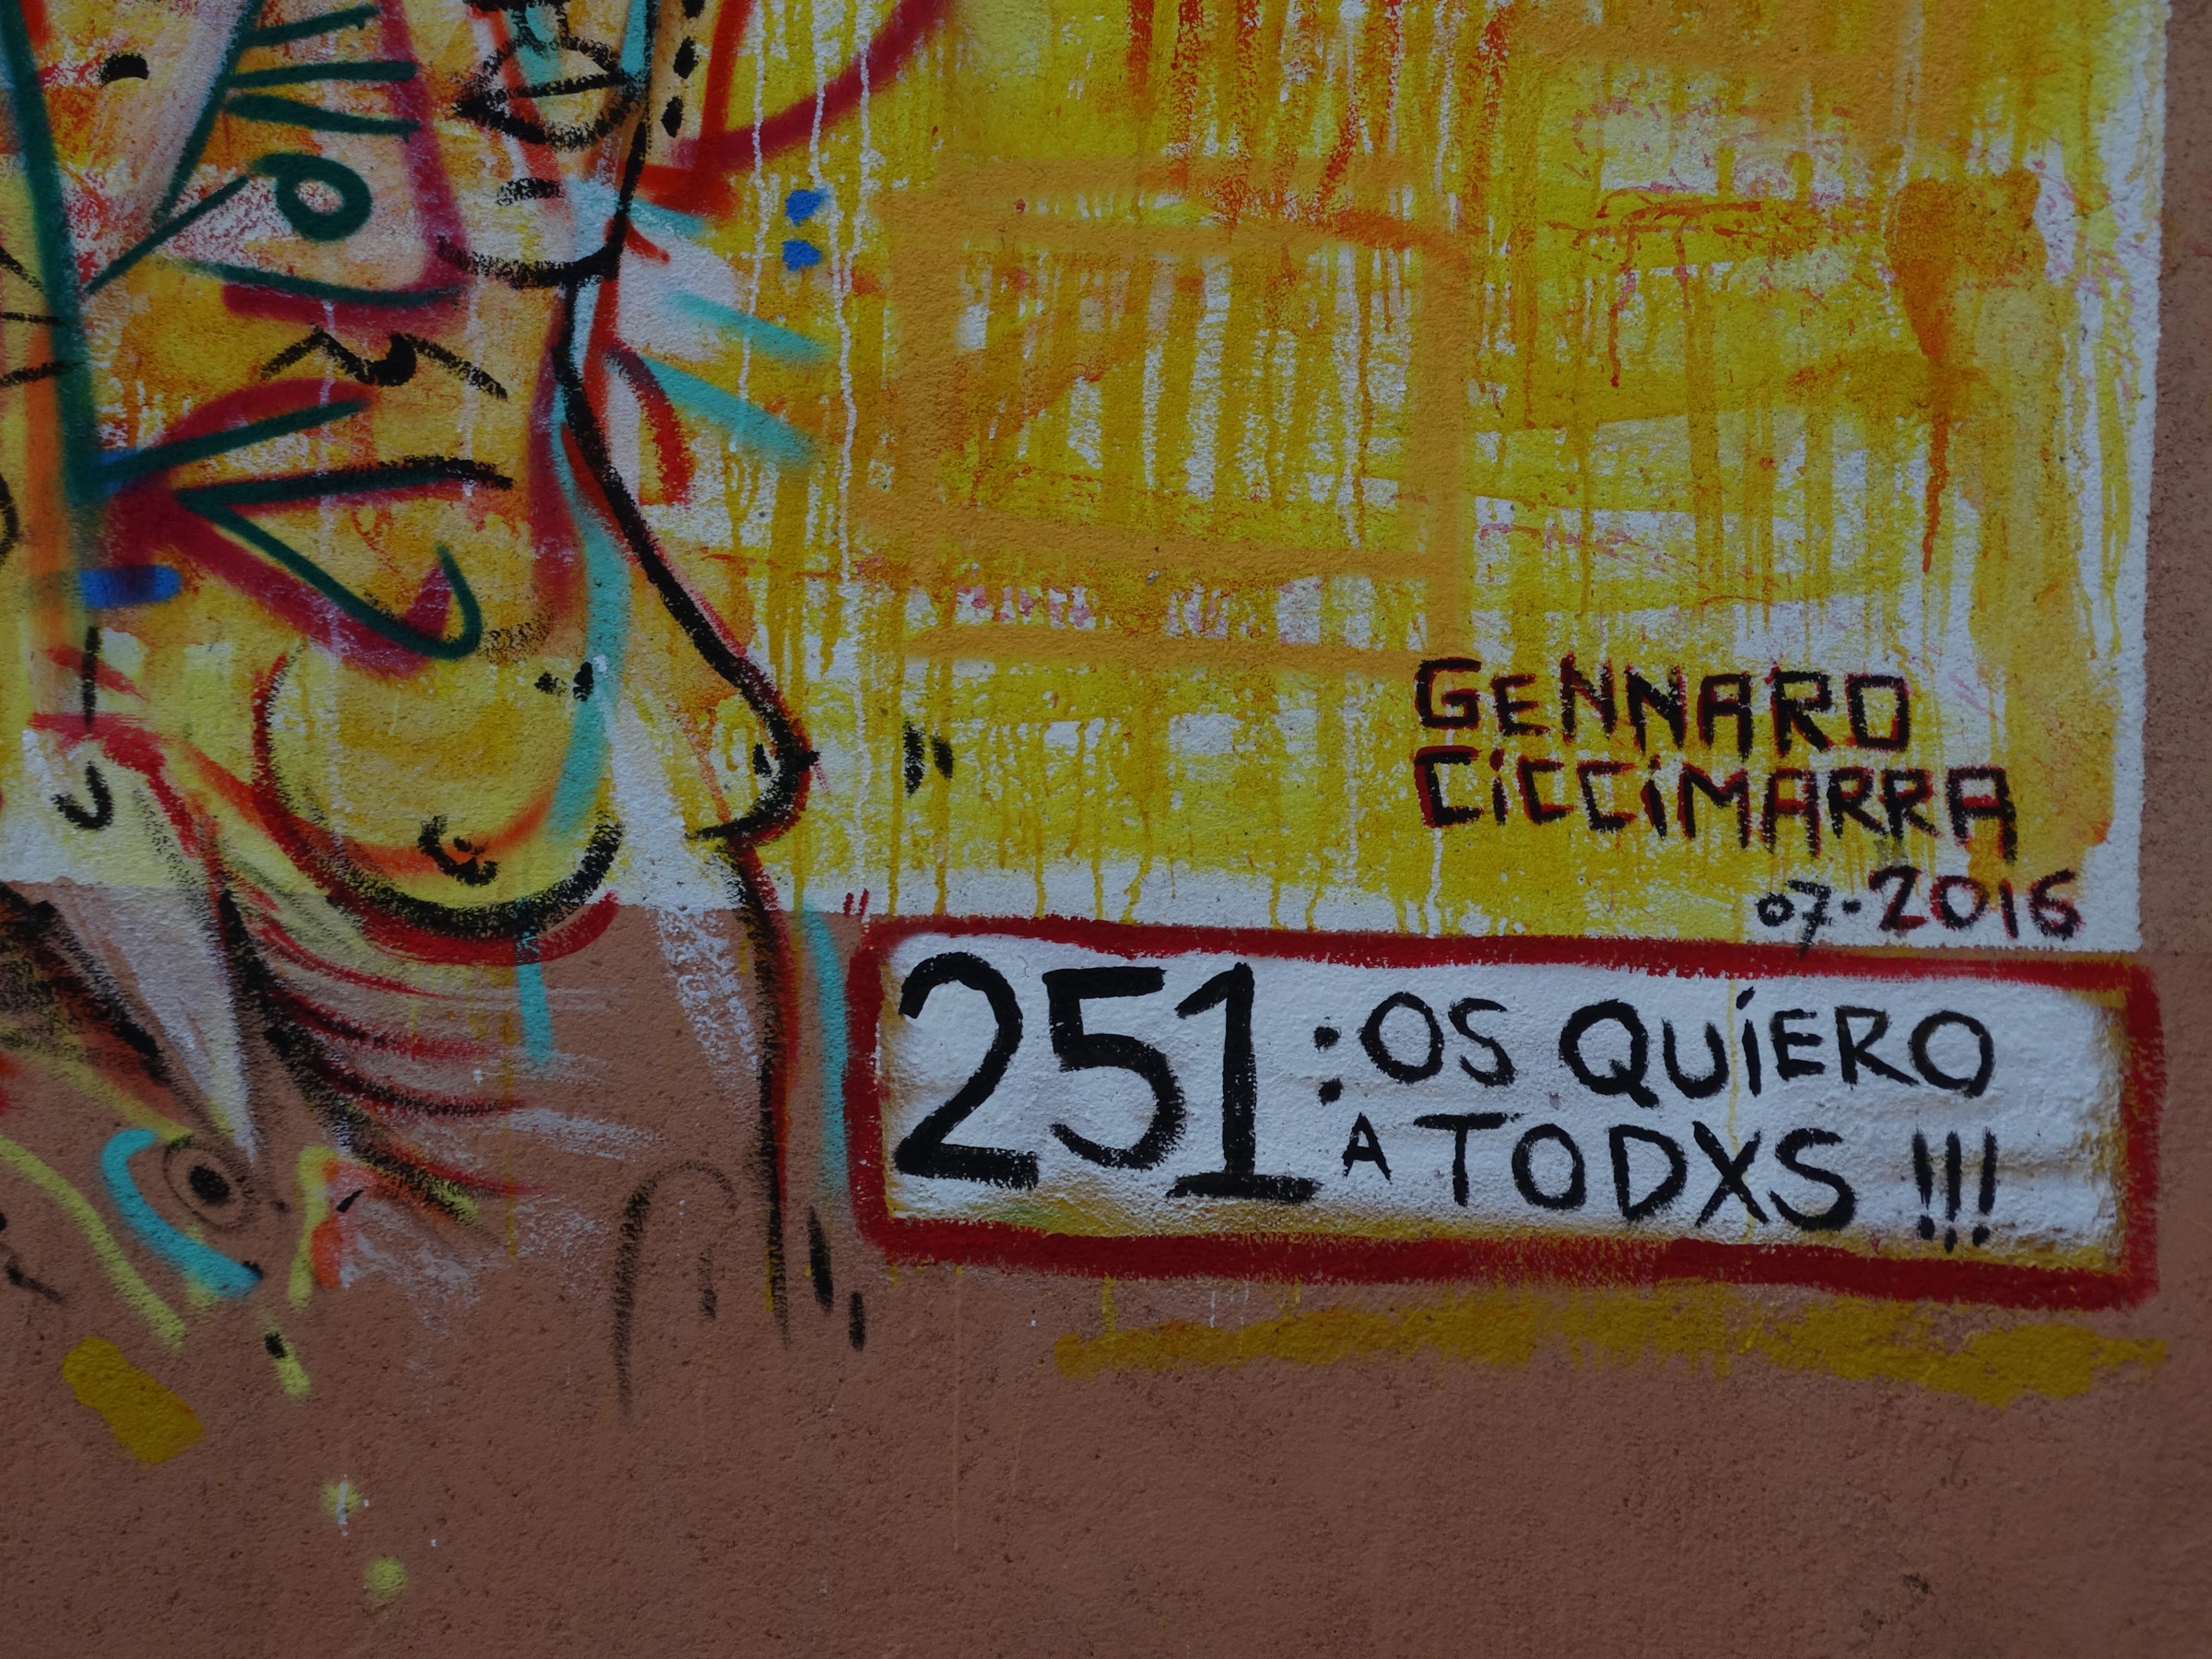 GENNARO
CiCCiMARRA
07-2016
251: OS QUiERO
A TODXS !!!